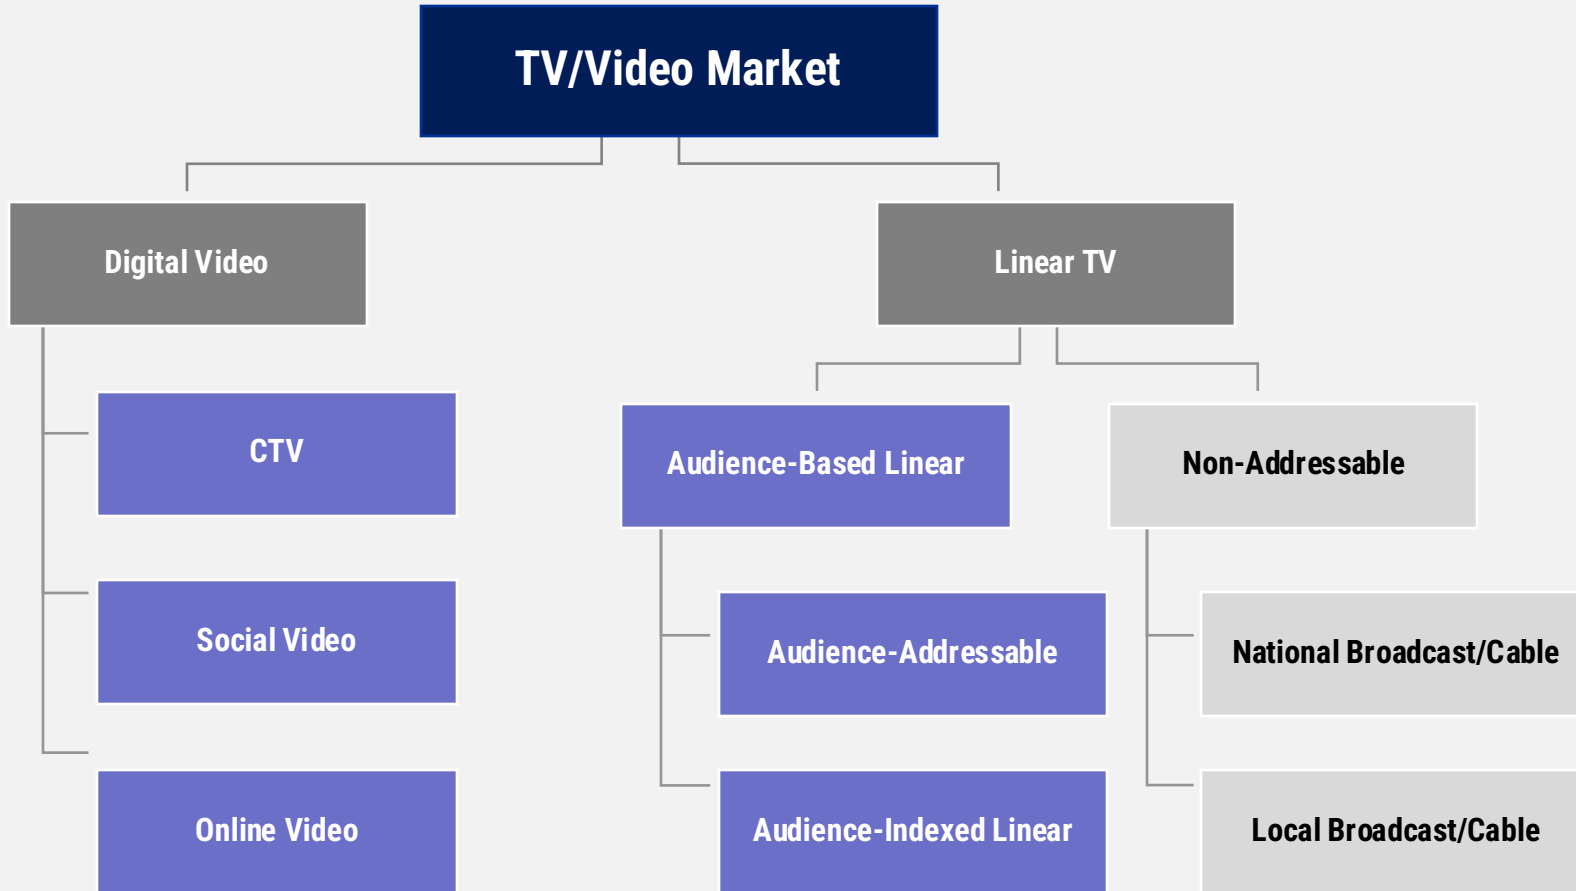 TV/Video Market
Digital Video
Linear TV
CTV
Audience-Based Linear
Non-Addressable
Social Video
Audience-Addressable
National Broadcast/Cable
Online Video
Audience-Indexed Linear
Local Broadcast/Cable